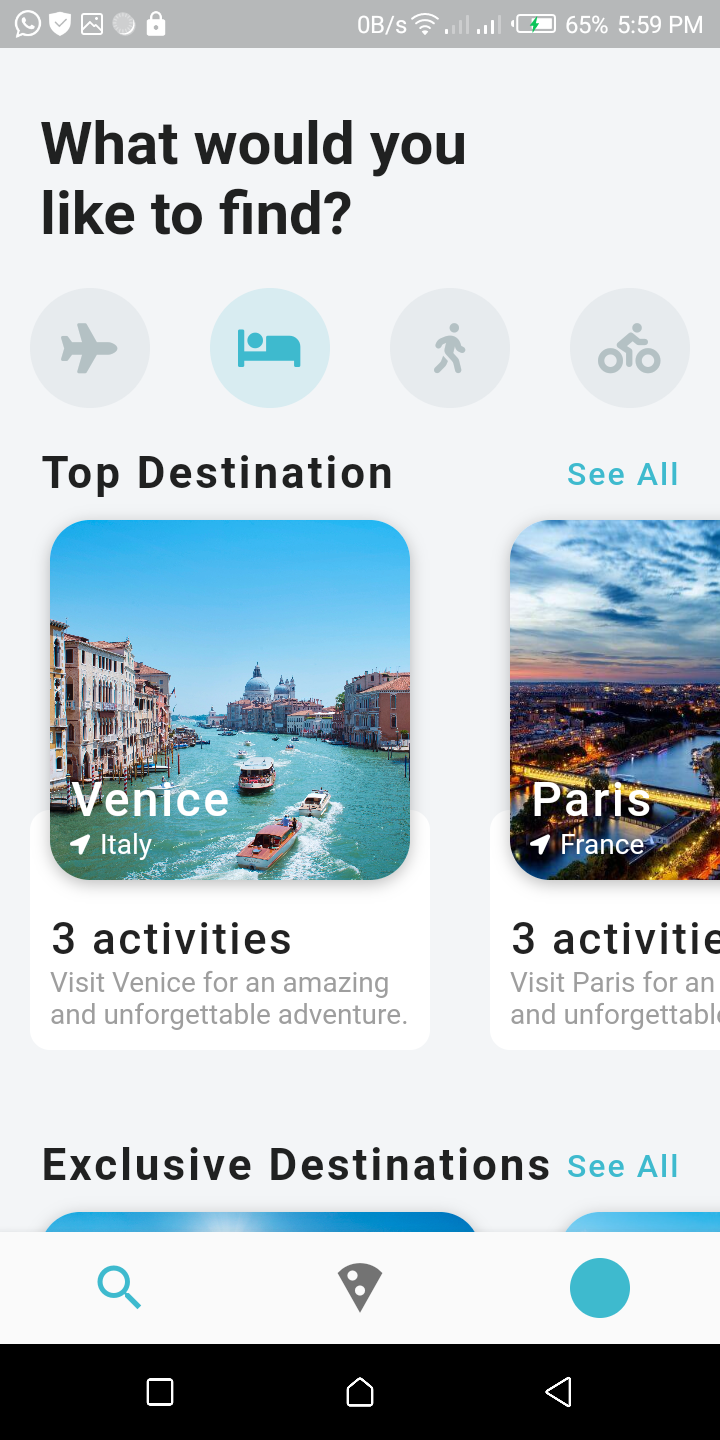 0B/s 65% 5:59 PM
What would you
like to find?
Top Destination See All
Venice
Italy
3 activities
Visit Venice for an amazing
and unforgettable adventure.
Paris
France
3 activitie
Visit Paris for an
and unforgettable
Exclusive Destinations See All